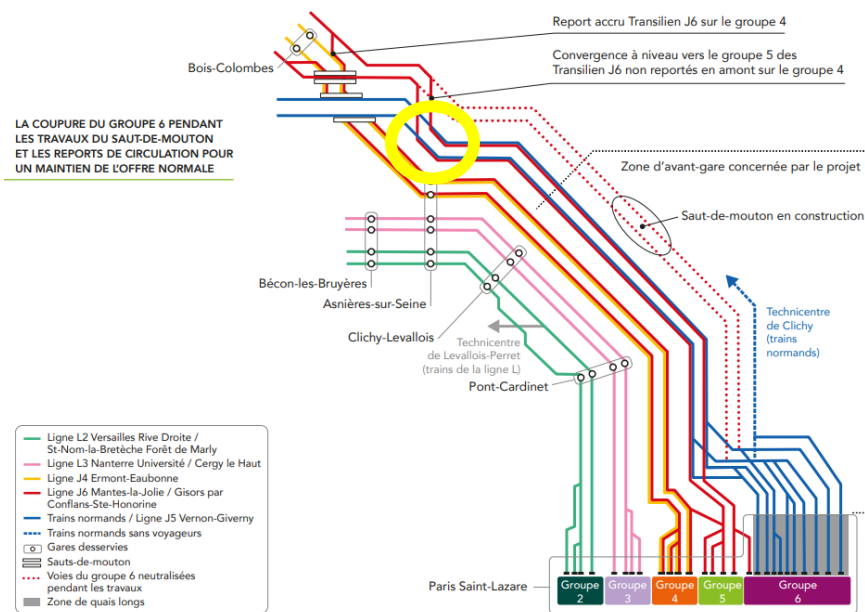 Report accru Transilien J6 sur le groupe 4
Bois-Colombes
Convergence à niveau vers le groupe 5 des
Transilien J6 non reportés en amont sur le groupe 4
LA COUPURE DU GROUPE 6 PENDANT
LES TRAVAUX DU SAUT-DE-MOUTON
ET LES REPORTS DE CIRCULATION POUR
UN MAINTIEN DE L'OFFRE NORMALE
Zone d'avant-gare concernée par le projet
Saut-de-mouton en construction
Bécon-les-Bruyères
Asnières-sur-Seine
Clichy-Levallois
Technicentre
de Levallois-Perret
(trains de la ligne L)
Technicentre
de Clichy
(trains
normands)
Pont-Cardinet
Ligne L2 Versailles Rive Droite /
St-Nom-la-Bretèche Forêt de Marly
Ligne L3 Nanterre Université / Cergy le Haut
Ligne J4 Ermont-Eaubonne
Ligne J6 Mantes-la-Jolie / Gisors par
Conflans-Ste-Honorine
Trains normands / Ligne J5 Vernon-Giverny
Trains normands sans voyageurs
Gares desservies
Sauts-de-mouton
Voies du groupe 6 neutralisées
pendant les travaux
Zone de quais longs
Paris Saint-Lazare
Groupe
2
Groupe
3
Groupe
4
Groupe
5
Groupe
6